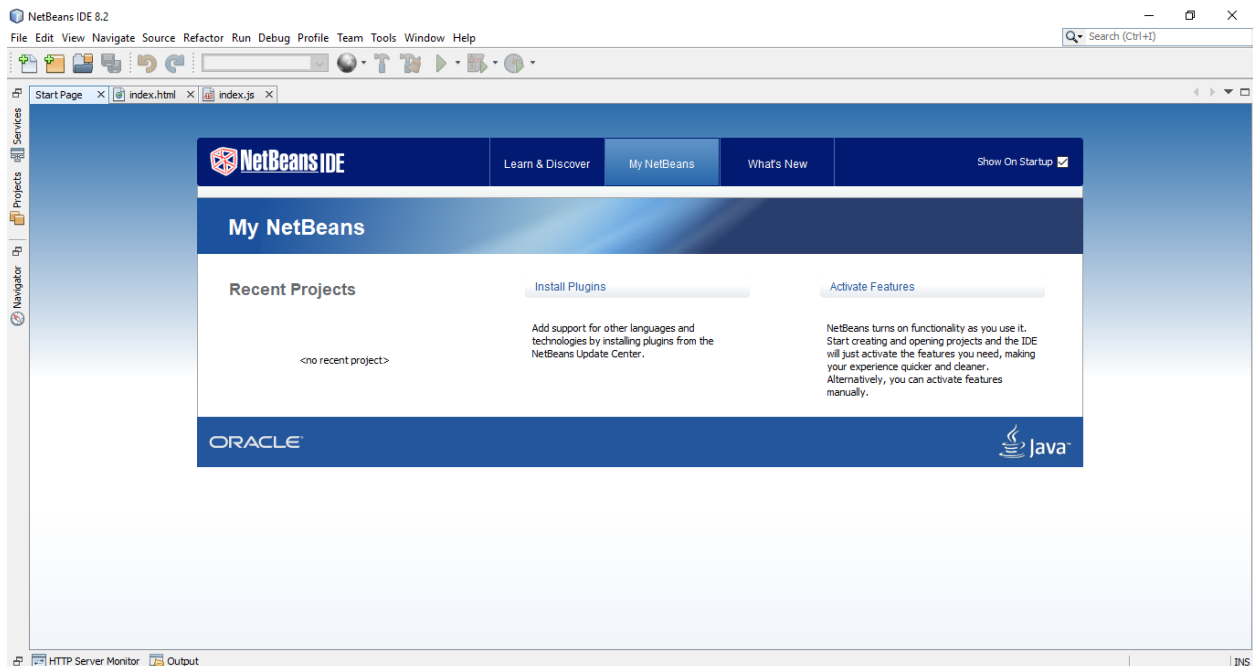 NetBeans IDE 8.2
File Edit View Navigate Source Refactor Run Debug Profile Team Tools Window Help
Search (Ctrl+I)
Start Page index.html index.js
Services
Projects
Navigator
NetBeans IDE
Learn & Discover
My NetBeans
What's New
Show On Startup
My NetBeans
Recent Projects
<no recent project>
Install Plugins
Add support for other languages and
technologies by installing plugins from the
NetBeans Update Center.
Activate Features
NetBeans turns on functionality as you use it.
Start creating and opening projects and the IDE
will just activate the features you need, making
your experience quicker and cleaner.
Alternatively, you can activate features
manually.
ORACLE
Java
HTTP Server Monitor Output
INS